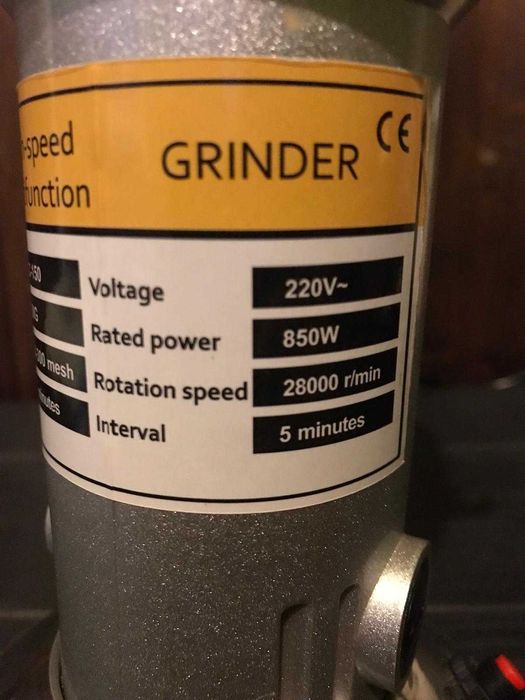 -speed
function
GRINDER
CE
Voltage
220V~
Rated power
850W
mesh
Rotation speed
28000 r/min
Interval
5 minutes